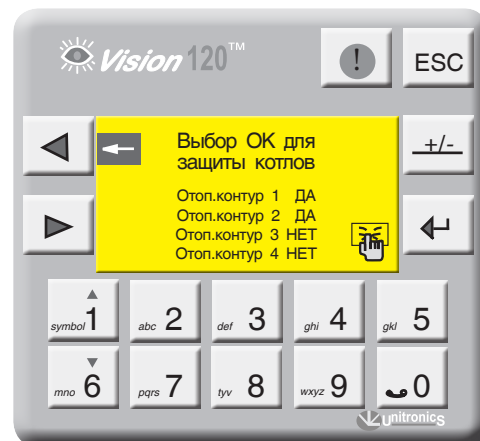 Vision 120™
!
ESC
Выбор ОК для
защиты котлов
Отоп.контур 1 ДА
Отоп.контур 2 ДА
Отоп.контур 3 НЕТ
Отоп.контур 4 НЕТ
+/-
symbol 1
abc 2
def 3
ghi 4
gkl 5
mno 6
pqrs 7
tyv 8
wxyz 9
0
Unitronics